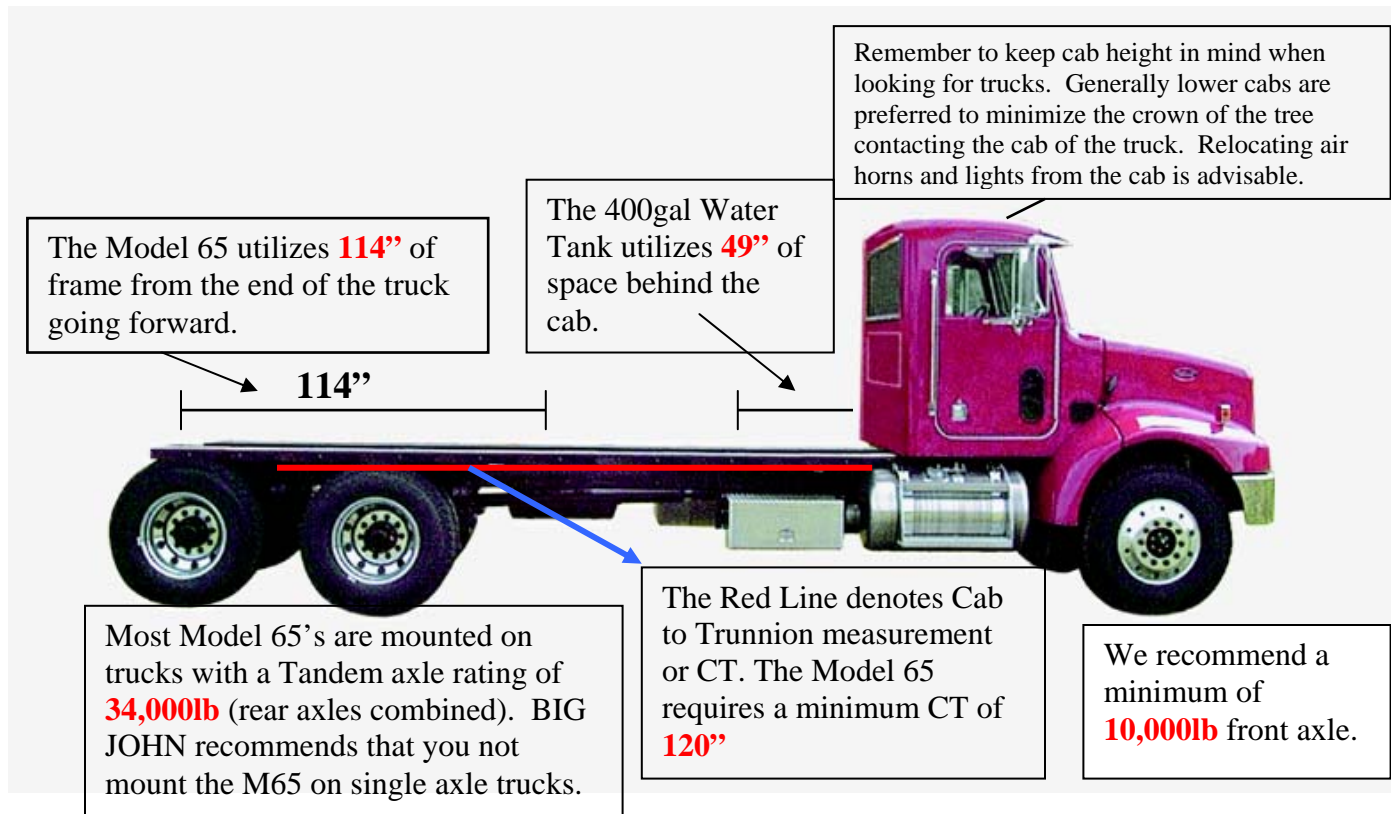 Remember to keep cab height in mind when
looking for trucks.  Generally lower cabs are
preferred to minimize the crown of the tree
contacting the cab of the truck.  Relocating air
horns and lights from the cab is advisable.
The 400gal Water
Tank utilizes 49” of
space behind the
cab.
The Model 65 utilizes 114” of
frame from the end of the truck
going forward.
114”
Most Model 65’s are mounted on
trucks with a Tandem axle rating of
34,000lb (rear axles combined).  BIG
JOHN recommends that you not
mount the M65 on single axle trucks.
The Red Line denotes Cab
to Trunnion measurement
or CT. The Model 65
requires a minimum CT of
120”
We recommend a
minimum of
10,000lb front axle.